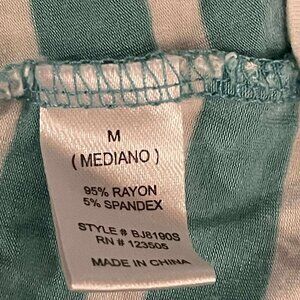 M
( MEDIANO )
95% RAYON
5% SPANDEX
STYLE # BJ8190S
RN # 123505
MADE IN CHINA